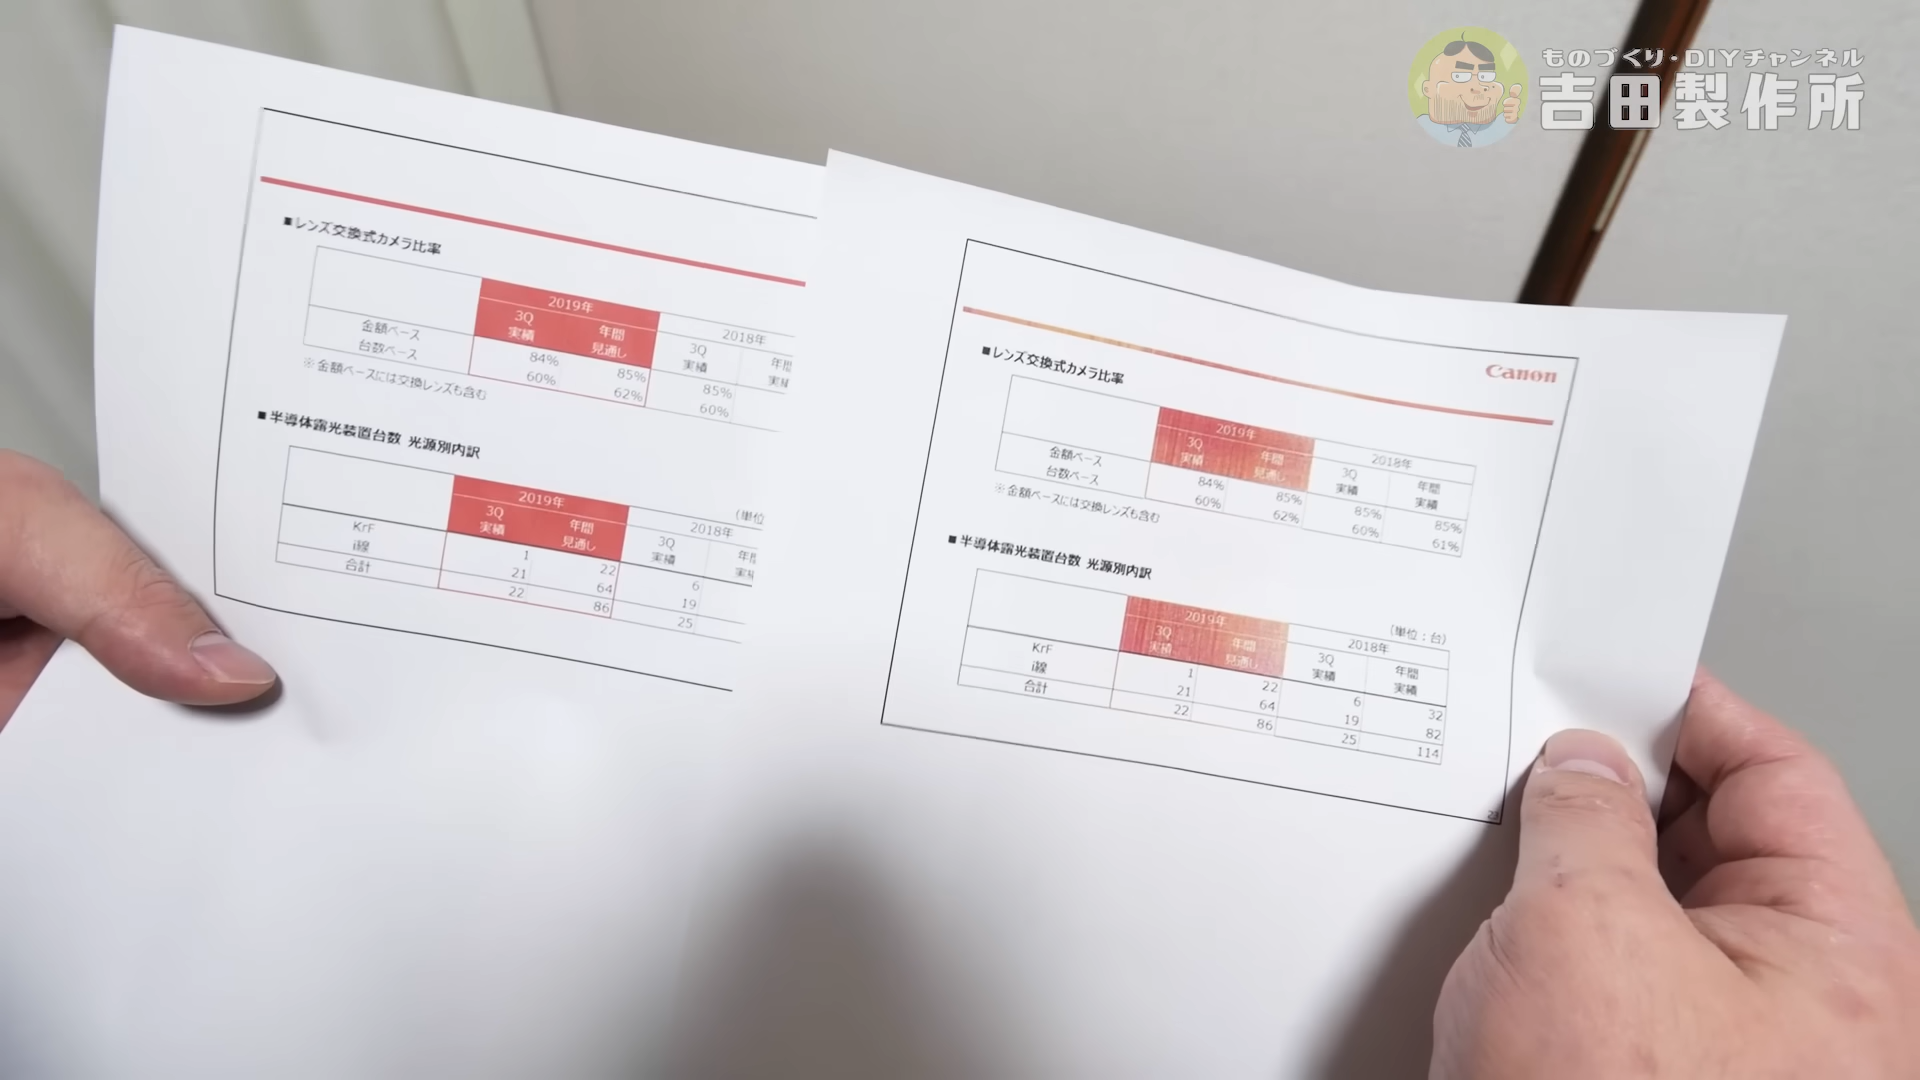 ものづくり・DIYチャンネル
吉田製作所
■レンズ交換式カメラ比率
2019年
2018年
3Q 年間 3Q 年間
実績 見通し 実績
金額ベース 84% 85% 85%
台数ベース 60% 62% 60%
※金額ベースには交換レンズも含む
■半導体露光装置台数 光源別内訳
(単位
2019年
2018年
3Q 年間 3Q
実績 見通し 実績
KrF 1 22 6
i線 21 64 19
合計 22 86 25
Canon
■レンズ交換式カメラ比率
2019年
2018年
3Q 年間 3Q 年間
実績 見通し 実績 実績
金額ベース 84% 85% 85% 85%
台数ベース 60% 62% 60% 61%
※金額ベースには交換レンズも含む
■半導体露光装置台数 光源別内訳
(単位:台)
2019年
2018年
3Q 年間 3Q 年間
実績 見通し 実績 実績
KrF 1 22 6 32
i線 21 64 19 82
合計 22 86 25 114
23